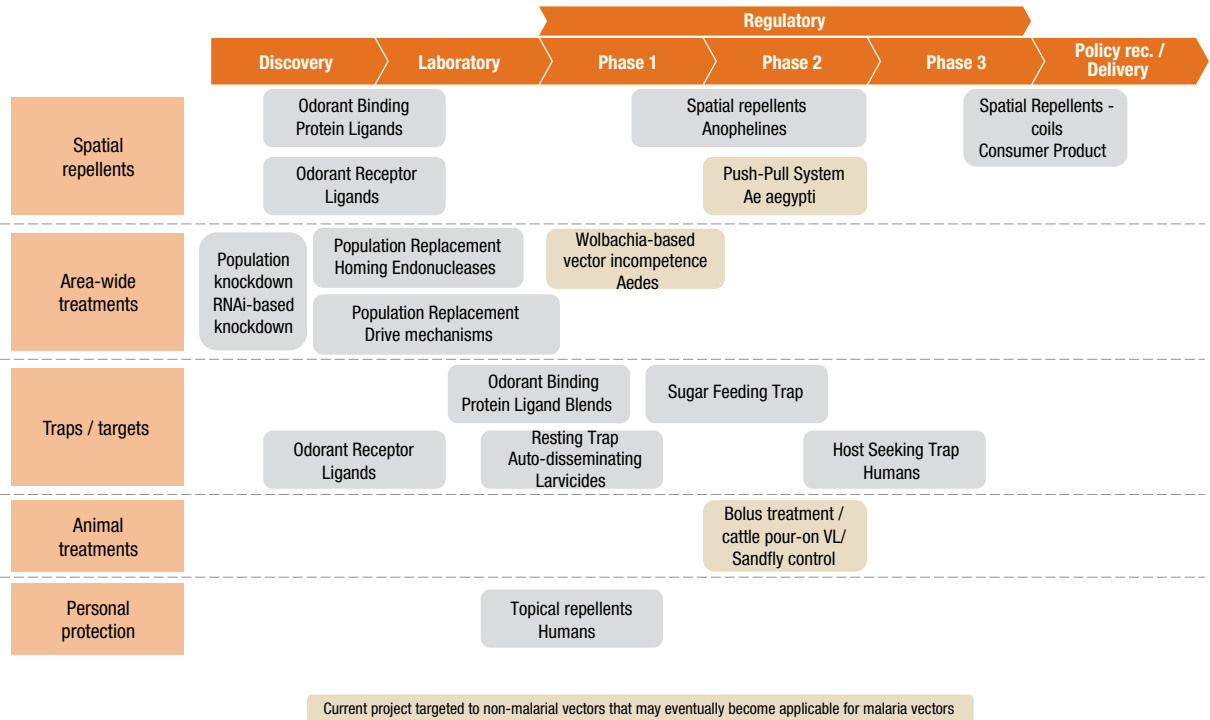 Regulatory
Discovery
Laboratory
Phase 1
Phase 2
Phase 3
Policy rec. /
Delivery
Spatial
repellents
Odorant Binding
Protein Ligands
Spatial repellents
Anophelines
Spatial Repellents -
coils
Consumer Product
Odorant Receptor
Ligands
Push-Pull System
Ae aegypti
Area-wide
treatments
Population
knockdown
RNAi-based
knockdown
Population Replacement
Homing Endonucleases
Wolbachia-based
vector incompetence
Aedes
Population Replacement
Drive mechanisms
Traps / targets
Odorant Binding
Protein Ligand Blends
Sugar Feeding Trap
Odorant Receptor
Ligands
Resting Trap
Auto-disseminating
Larvicides
Host Seeking Trap
Humans
Animal
treatments
Bolus treatment /
cattle pour-on VL/
Sandfly control
Personal
protection
Topical repellents
Humans
Current project targeted to non-malarial vectors that may eventually become applicable for malaria vectors